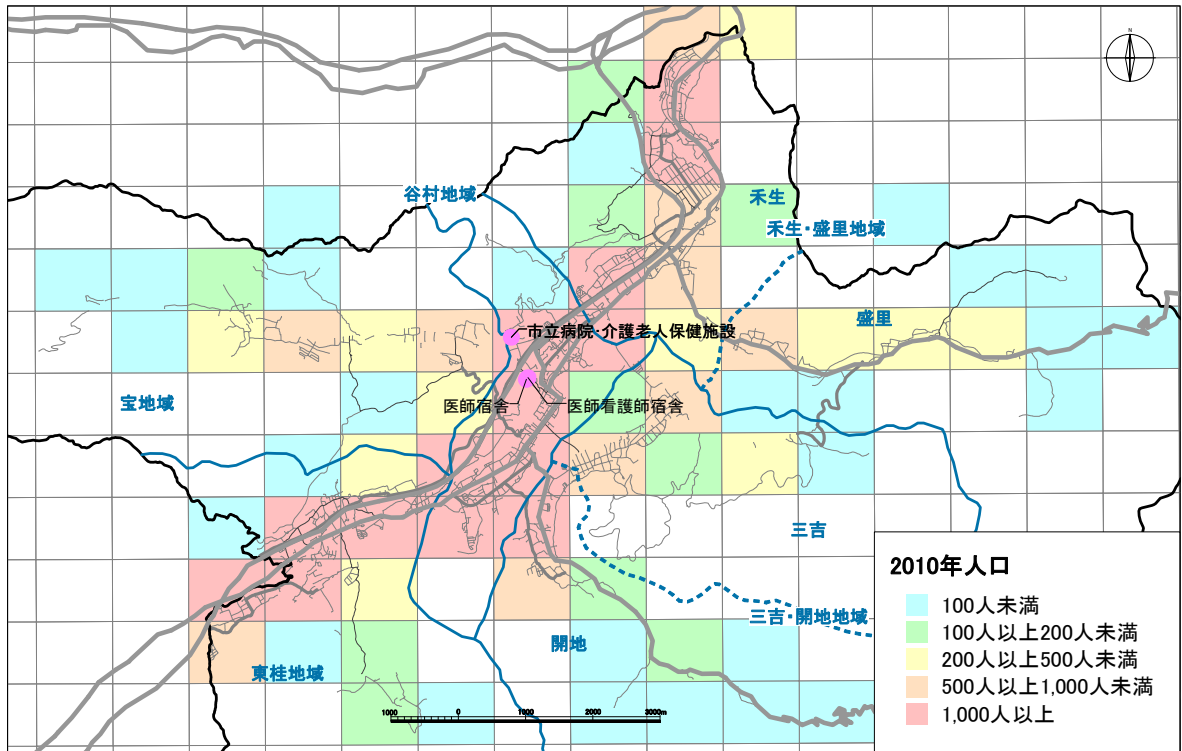 N
谷村地域
禾生
禾生・盛里地域
盛里
市立病院・介護老人保健施設
宝地域
医師宿舎
医師看護師宿舎
三吉
三吉・開地地域
開地
東桂地域
2010年人口
100人未満
100人以上200人未満
200人以上500人未満
500人以上1,000人未満
1,000人以上
1000 0 1000 2000 3000m